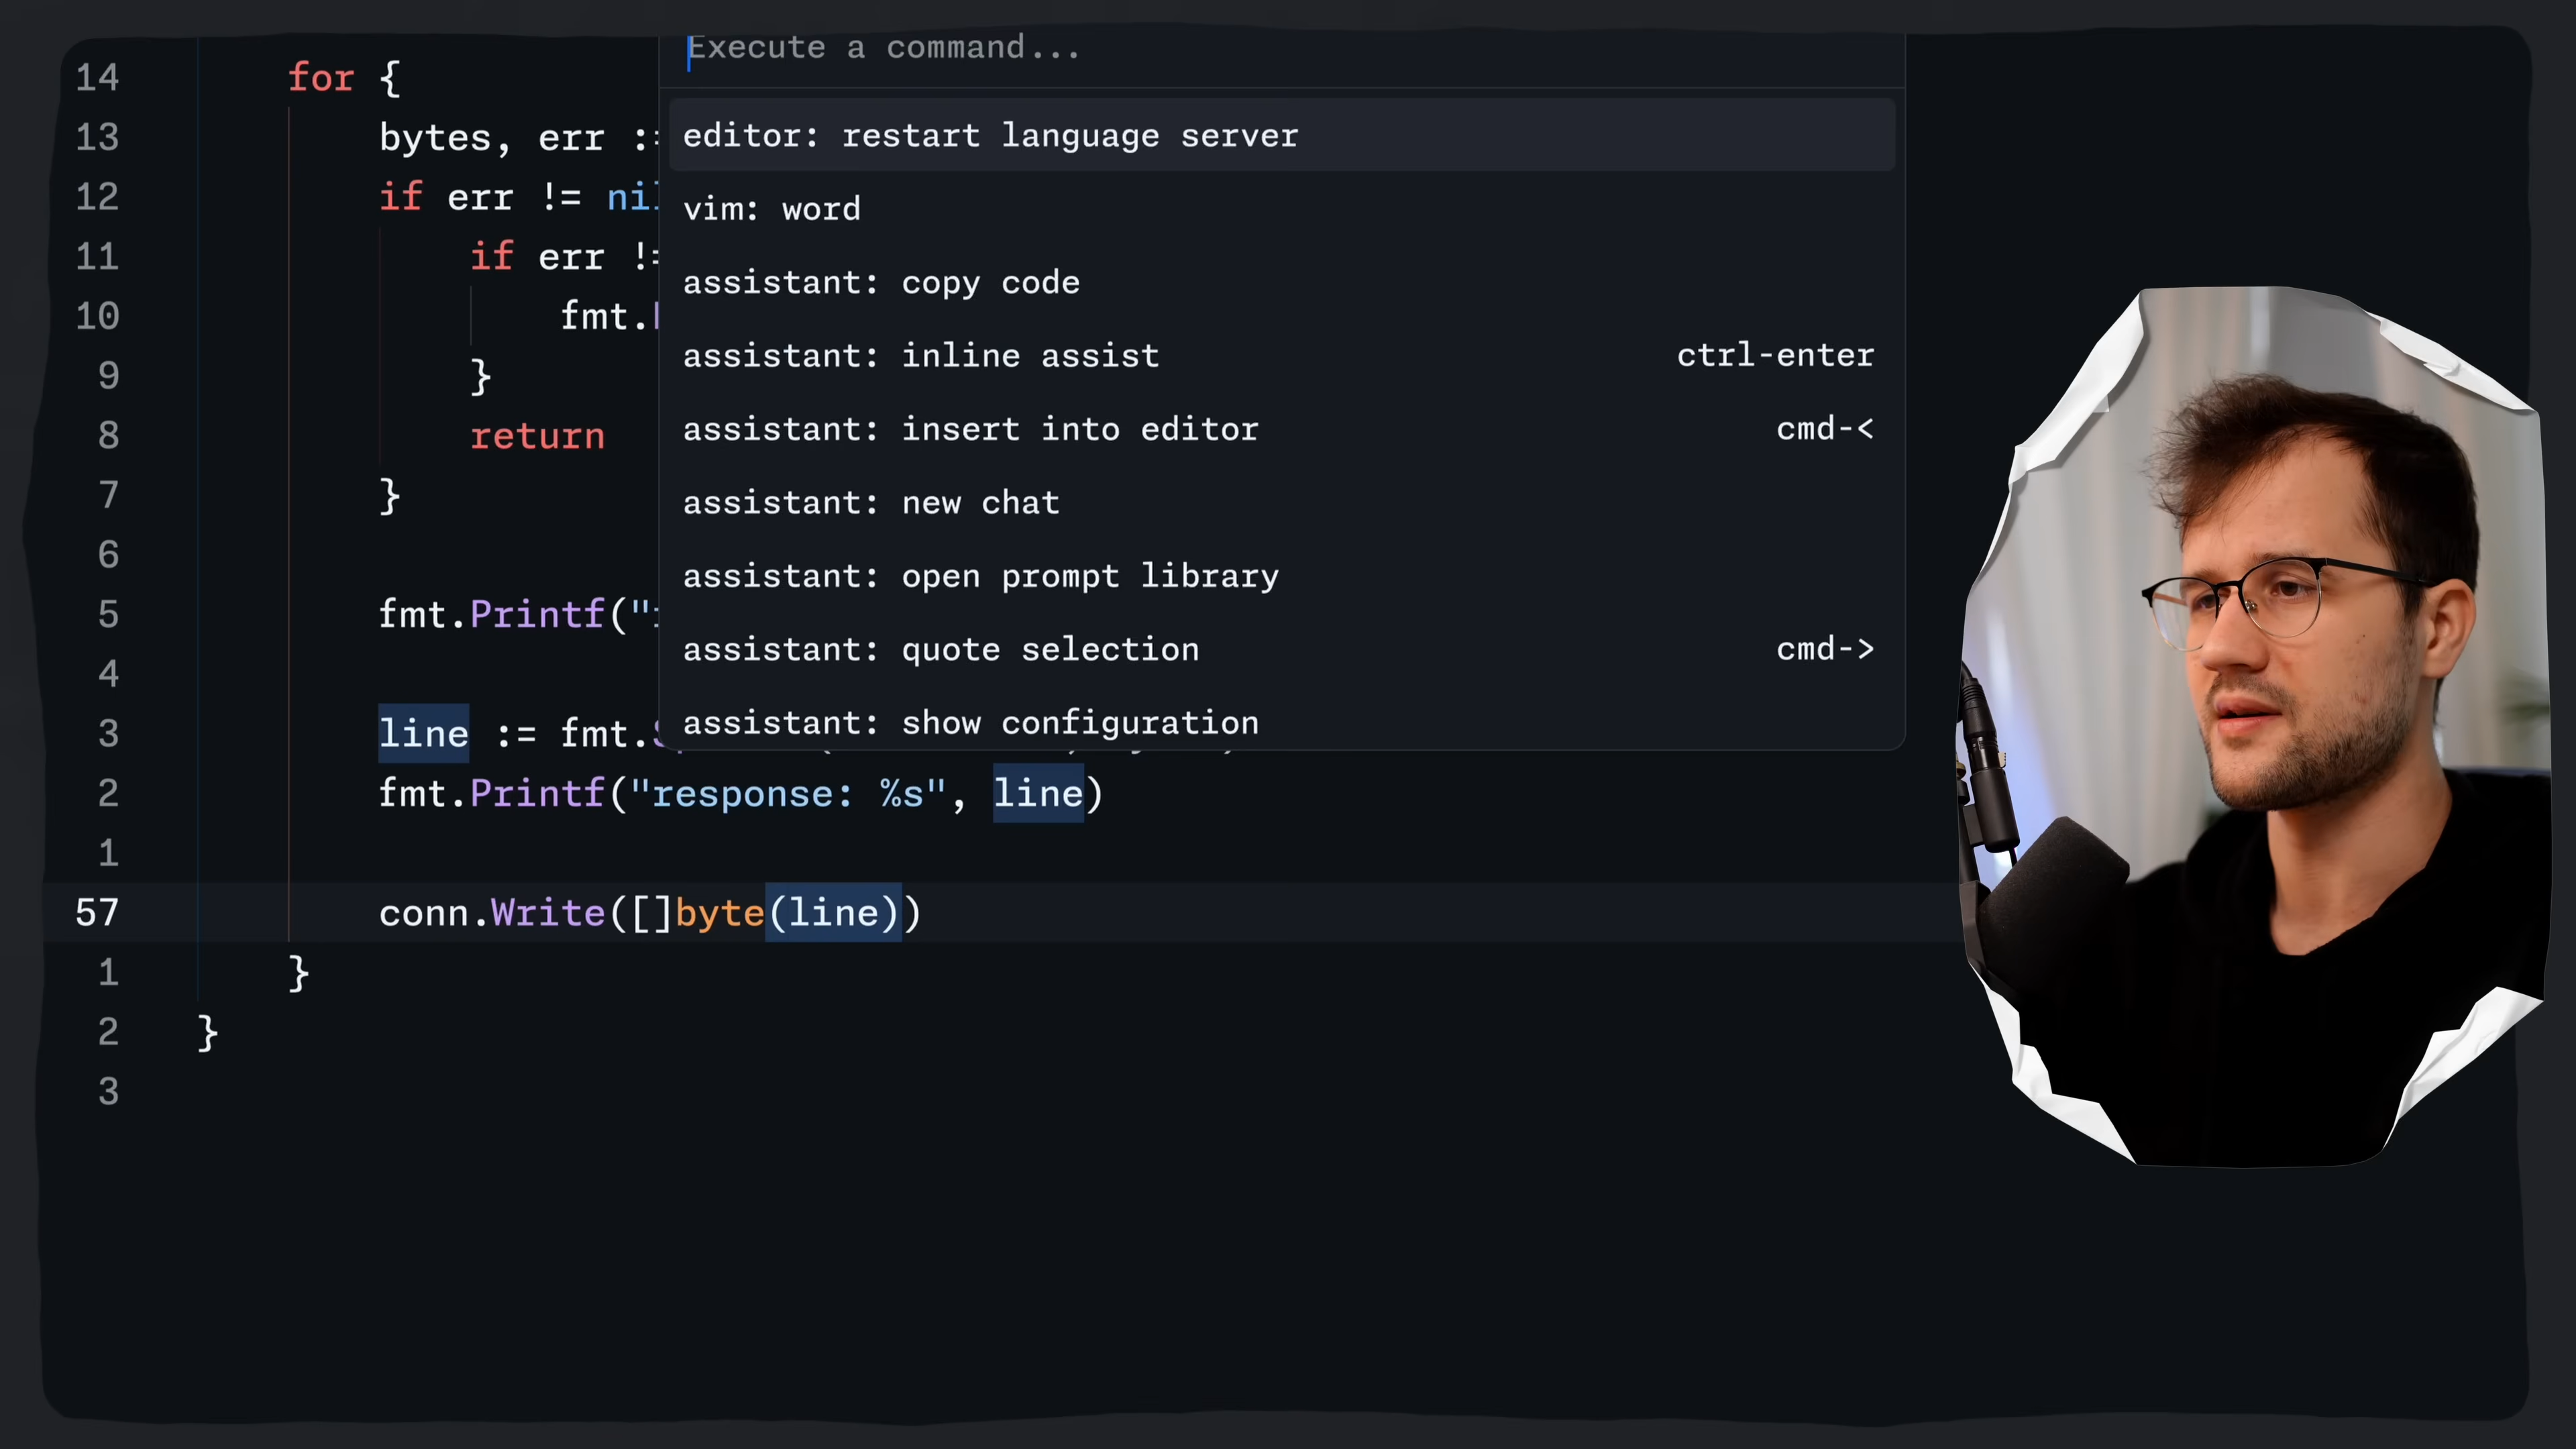 Execute a command...
editor: restart language server
vim: word
assistant: copy code
assistant: inline assist ctrl-enter
assistant: insert into editor cmd-<
assistant: new chat
assistant: open prompt library
assistant: quote selection cmd->
assistant: show configuration
14 for {
13 bytes, err :=
12 if err != nil
11 if err !=
10 fmt.
9 }
8 return
7 }
6
5 fmt.Printf("
4
3 line := fmt.
2 fmt.Printf("response: %s", line)
1
57 conn.Write([]byte(line))
1 }
2 }
3